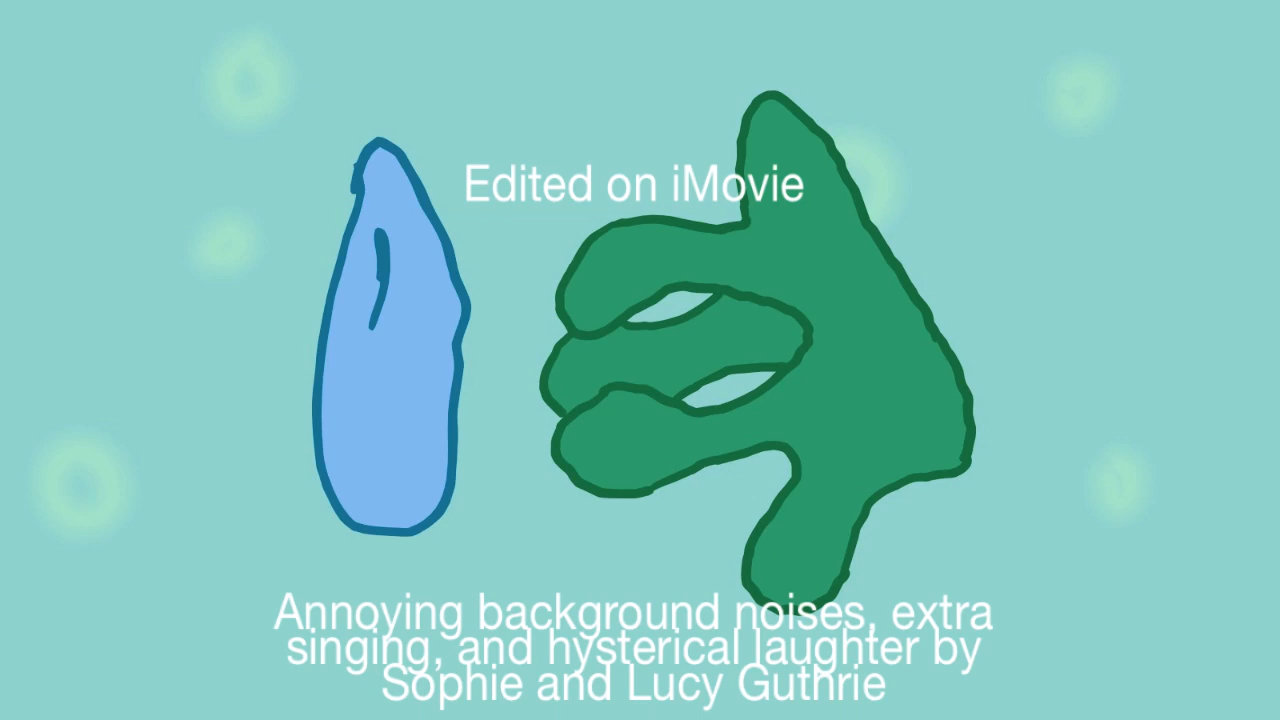 Edited on iMovie
Annoying background noises, extra
singing, and hysterical laughter by
Sophie and Lucy Guthrie